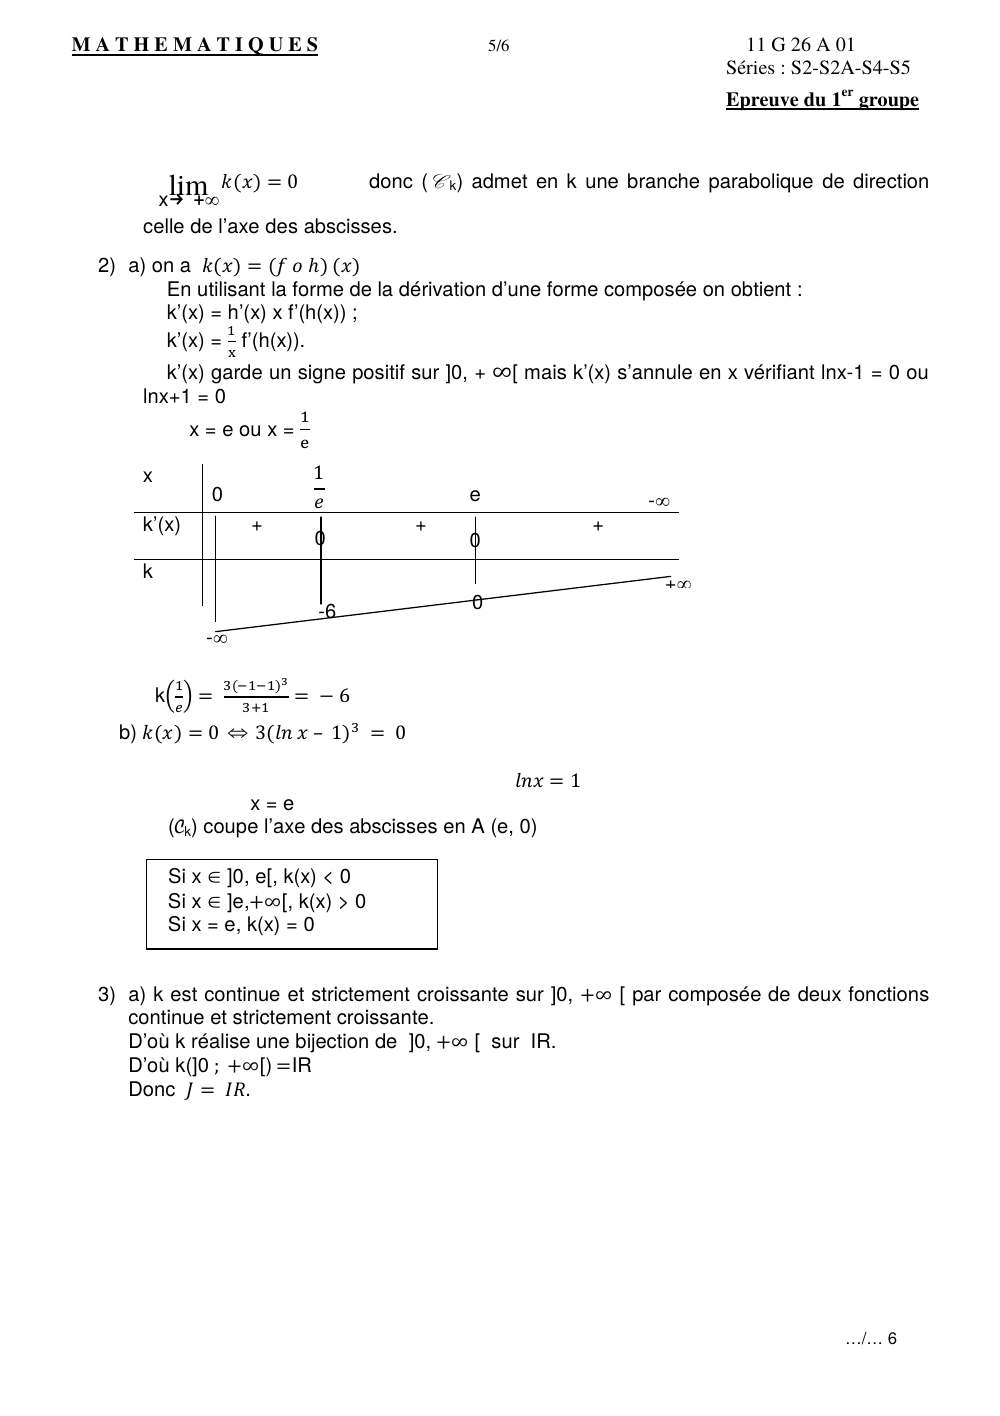 MATHEMATIQUES 5/6 11 G 26 A 01
Séries : S2-S2A-S4-S5
Epreuve du 1er groupe
lim x→ +∞ k(x) = 0 donc (𝒞k) admet en k une branche parabolique de direction
celle de l'axe des abscisses.
2) a) on a k(x) = (f o h) (x)
En utilisant la forme de la dérivation d'une forme composée on obtient :
k'(x) = h'(x) x f'(h(x)) ;
k'(x) = 1/x f'(h(x)).
k'(x) garde un signe positif sur ]0, + ∞[ mais k'(x) s'annule en x vérifiant lnx-1 = 0 ou
lnx+1 = 0
x = e ou x = 1/e
x 0 1/e e -∞
k'(x) + 0 + 0 +
k -∞ -6 0 +∞
k(1/e) = 3(−1−1)³/3+1 = − 6
b) k(x) = 0 ⇔ 3(ln x – 1)³ = 0
lnx = 1
x = e
(𝒞k) coupe l'axe des abscisses en A (e, 0)
Si x ∈ ]0, e[, k(x) < 0
Si x ∈ ]e,+∞[, k(x) > 0
Si x = e, k(x) = 0
3) a) k est continue et strictement croissante sur ]0, +∞ [ par composée de deux fonctions
continue et strictement croissante.
D'où k réalise une bijection de ]0, +∞ [ sur IR.
D'où k(]0 ; +∞[) =IR
Donc J = IR.
…/… 6